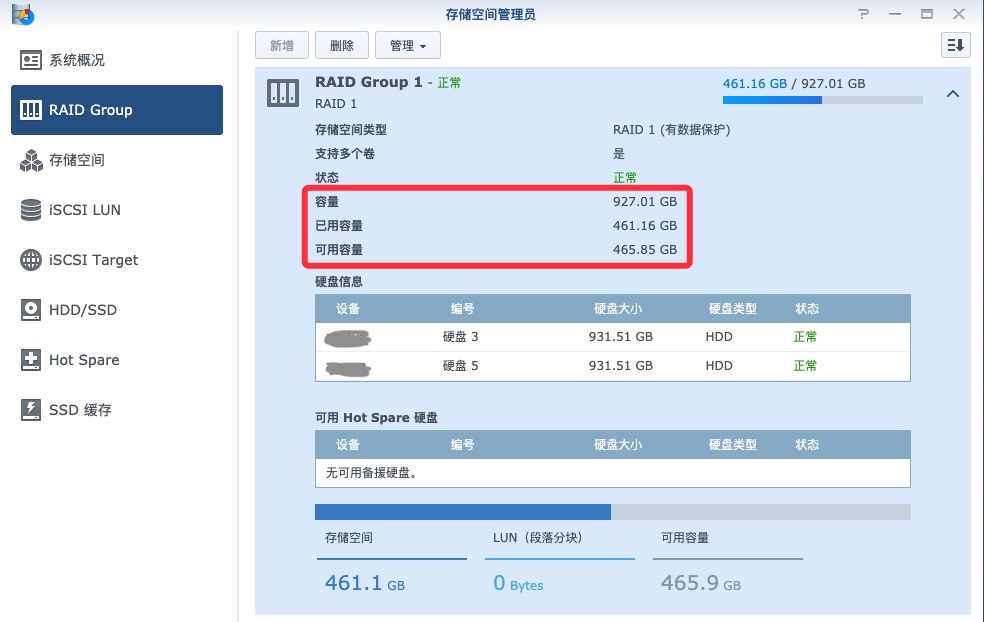 存储空间管理员
系统概况
RAID Group
存储空间
iSCSI LUN
iSCSI Target
HDD/SSD
Hot Spare
SSD 缓存
新增 删除 管理
RAID Group 1 - 正常 461.16 GB / 927.01 GB
RAID 1
存储空间类型 RAID 1 (有数据保护)
支持多个卷 是
状态 正常
容量 927.01 GB
已用容量 461.16 GB
可用容量 465.85 GB
硬盘信息
设备 编号 硬盘大小 硬盘类型 状态
硬盘 3 931.51 GB HDD 正常
硬盘 5 931.51 GB HDD 正常
可用 Hot Spare 硬盘
设备 编号 硬盘大小 硬盘类型 状态
无可用备援硬盘。
存储空间 LUN（段落分块） 可用容量
461.1 GB 0 Bytes 465.9 GB